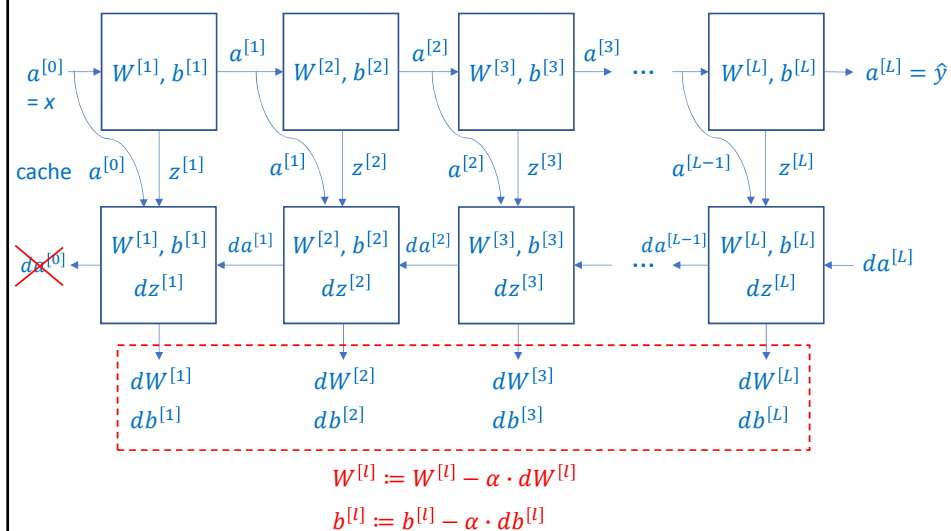 a^[0] = x
W^[1], b^[1]
a^[1]
W^[2], b^[2]
a^[2]
W^[3], b^[3]
a^[3]
...
W^[L], b^[L]
a^[L] = ŷ
cache
a^[0]
z^[1]
a^[1]
z^[2]
a^[2]
z^[3]
a^[L−1]
z^[L]
da^[0]
W^[1], b^[1]
dz^[1]
da^[1]
W^[2], b^[2]
dz^[2]
da^[2]
W^[3], b^[3]
dz^[3]
...
da^[L−1]
W^[L], b^[L]
dz^[L]
da^[L]
dW^[1]
dW^[2]
dW^[3]
dW^[L]
db^[1]
db^[2]
db^[3]
db^[L]
W^[l] ≔ W^[l] − α · dW^[l]
b^[l] ≔ b^[l] − α · db^[l]